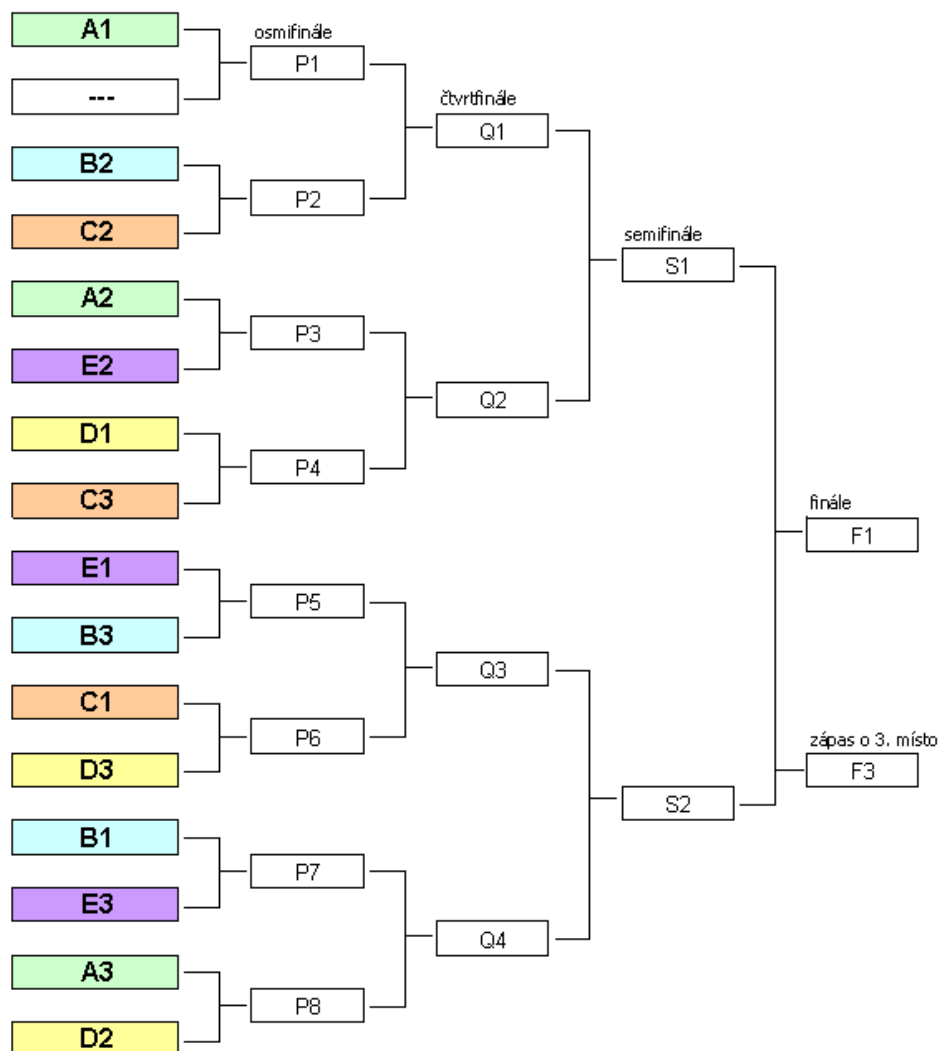 A1
---
B2
C2
A2
E2
D1
C3
E1
B3
C1
D3
B1
E3
A3
D2
osmifinále
P1
P2
P3
P4
P5
P6
P7
P8
čtvrtfinále
Q1
Q2
Q3
Q4
semifinále
S1
S2
finále
F1
zápas o 3. místo
F3